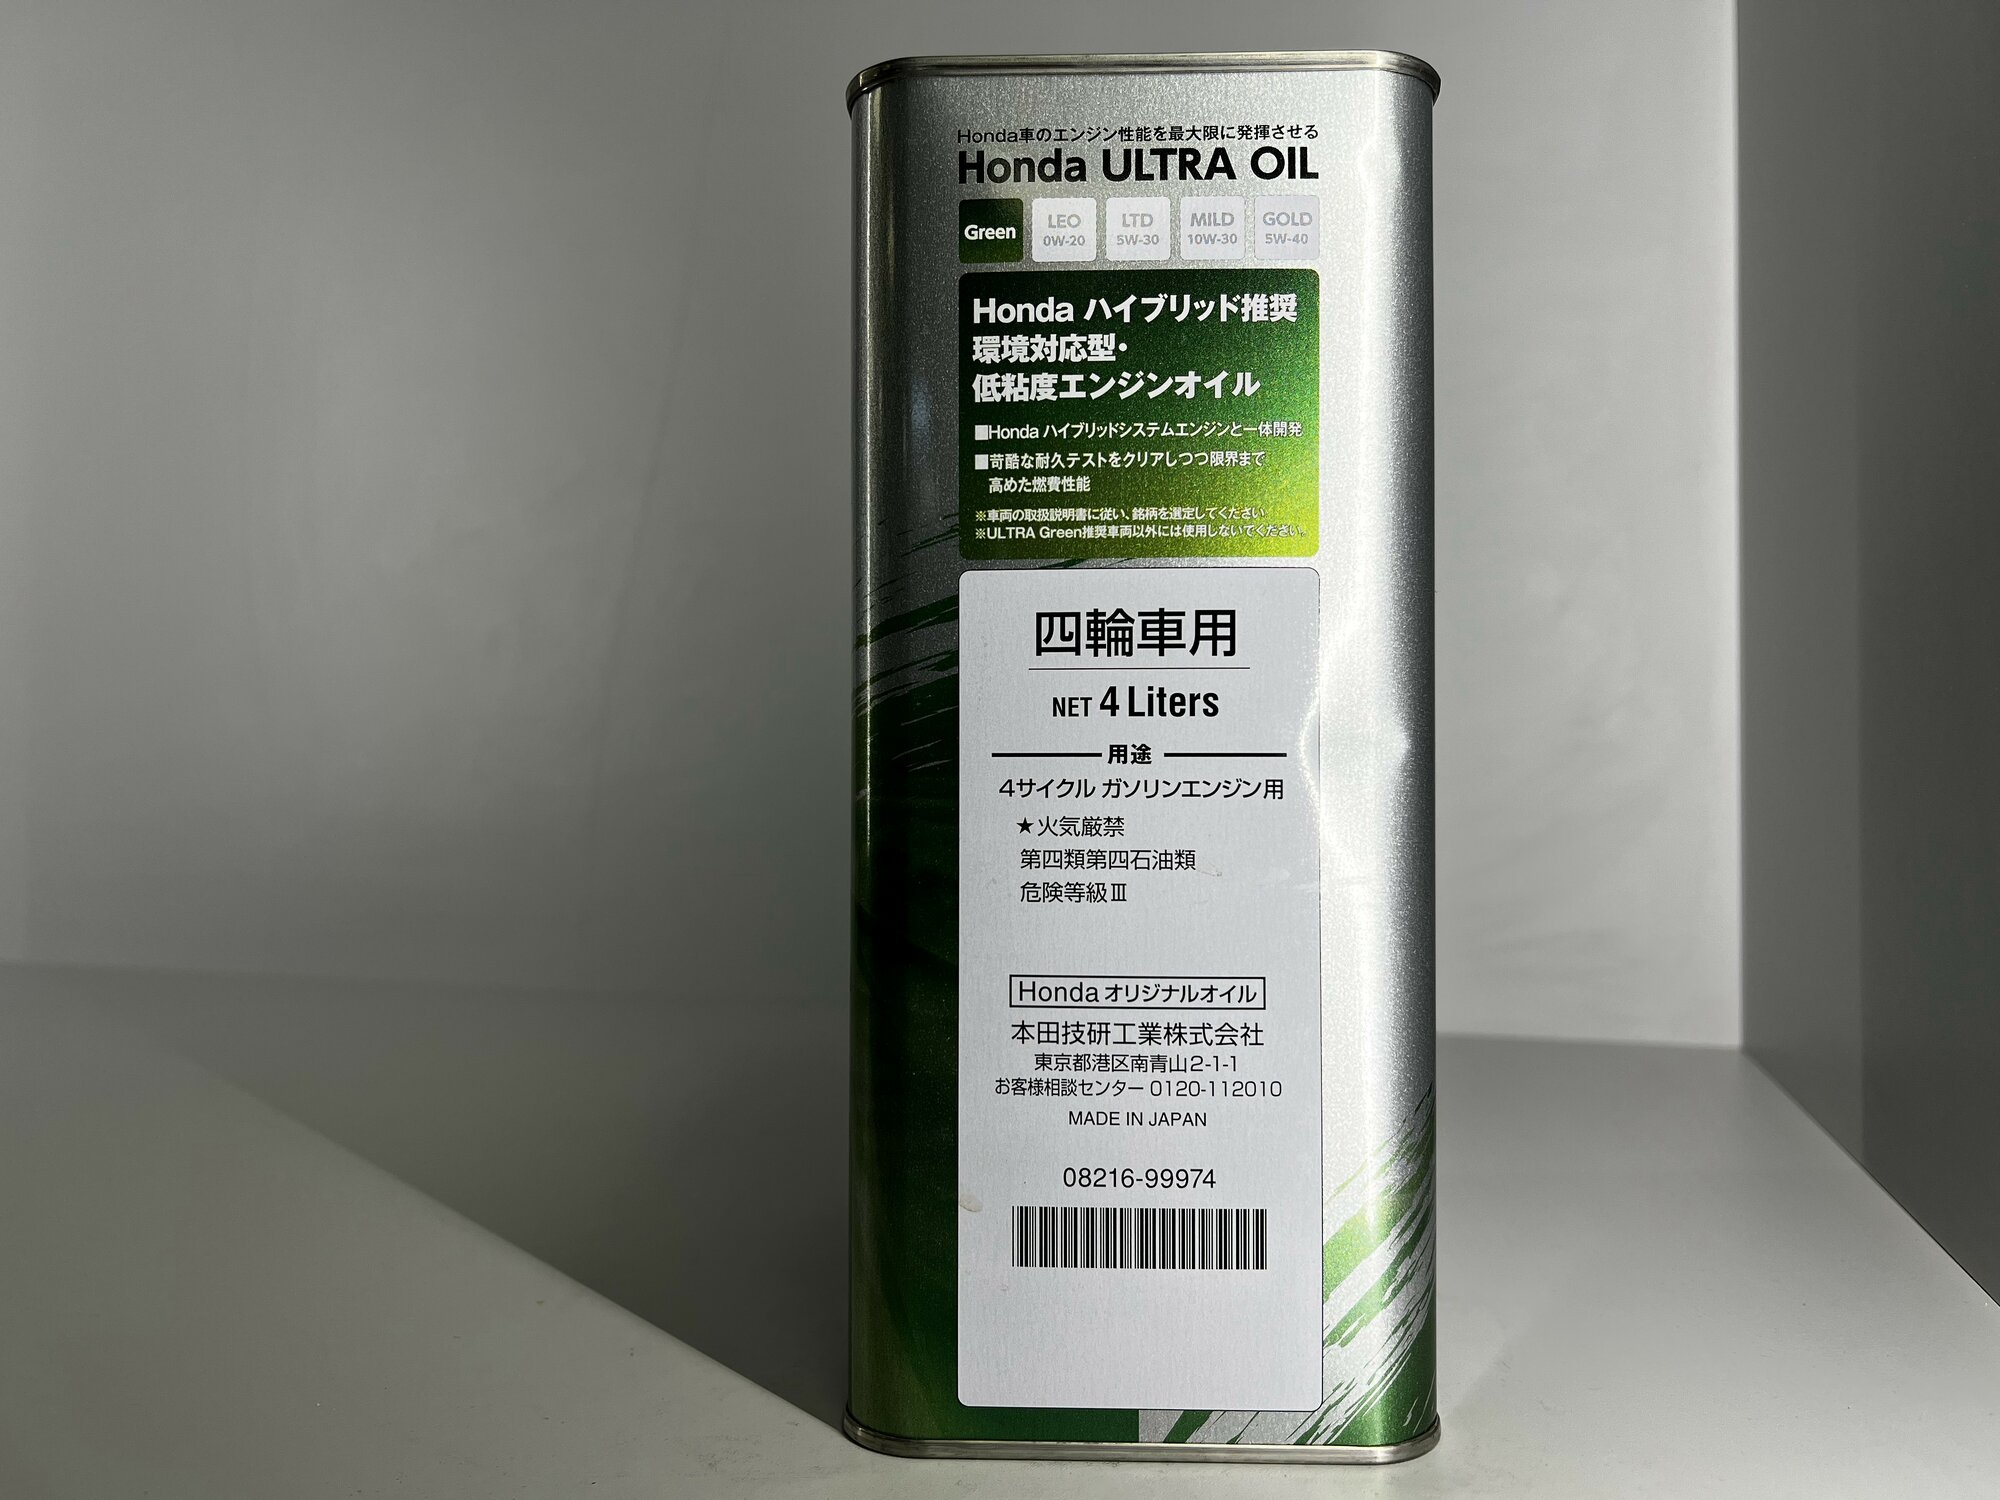 Honda車のエンジン性能を最大限に発揮させる
Honda ULTRA OIL
Green
LEO
0W-20
LTD
5W-30
MILD
10W-30
GOLD
5W-40
Honda ハイブリッド推奨
環境対応型・
低粘度エンジンオイル
■Honda ハイブリッドシステムエンジンと一体開発
■苛酷な耐久テストをクリアしつつ限界まで
高めた燃費性能
※車両の取扱説明書に従い、銘柄を選定してください
※ULTRA Green推奨車両以外には使用しないでください。
四輪車用
NET 4 Liters
用途
4サイクル ガソリンエンジン用
★火気厳禁
第四類第四石油類
危険等級Ⅲ
Hondaオリジナルオイル
本田技研工業株式会社
東京都港区南青山2-1-1
お客様相談センター 0120-112010
MADE IN JAPAN
08216-99974